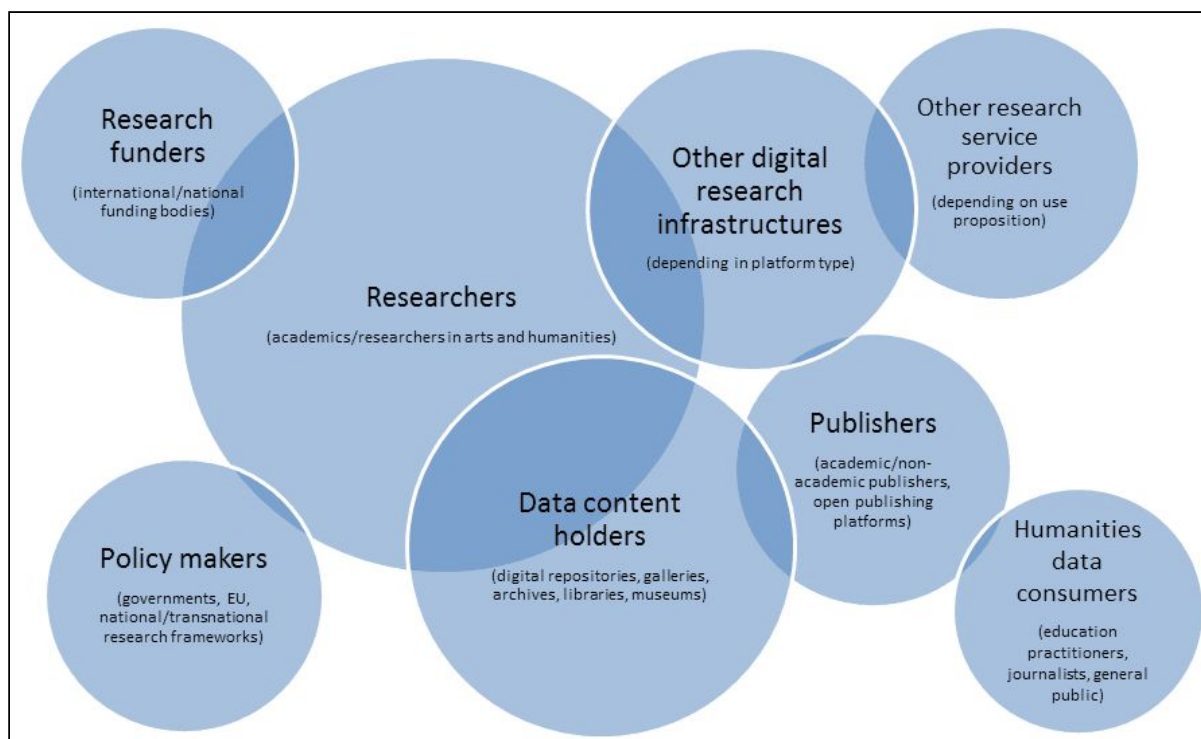 Research
funders
(international/national
funding bodies)
Other digital
research
infrastructures
(depending in platform type)
Other research
service
providers
(depending on use
proposition)
Researchers
(academics/researchers in arts and humanities)
Publishers
(academic/non-
academic publishers,
open publishing
platforms)
Data content
holders
(digital repositories, galleries,
archives, libraries, museums)
Policy makers
(governments, EU,
national/transnational
research frameworks)
Humanities
data
consumers
(education
practitioners,
journalists, general
public)